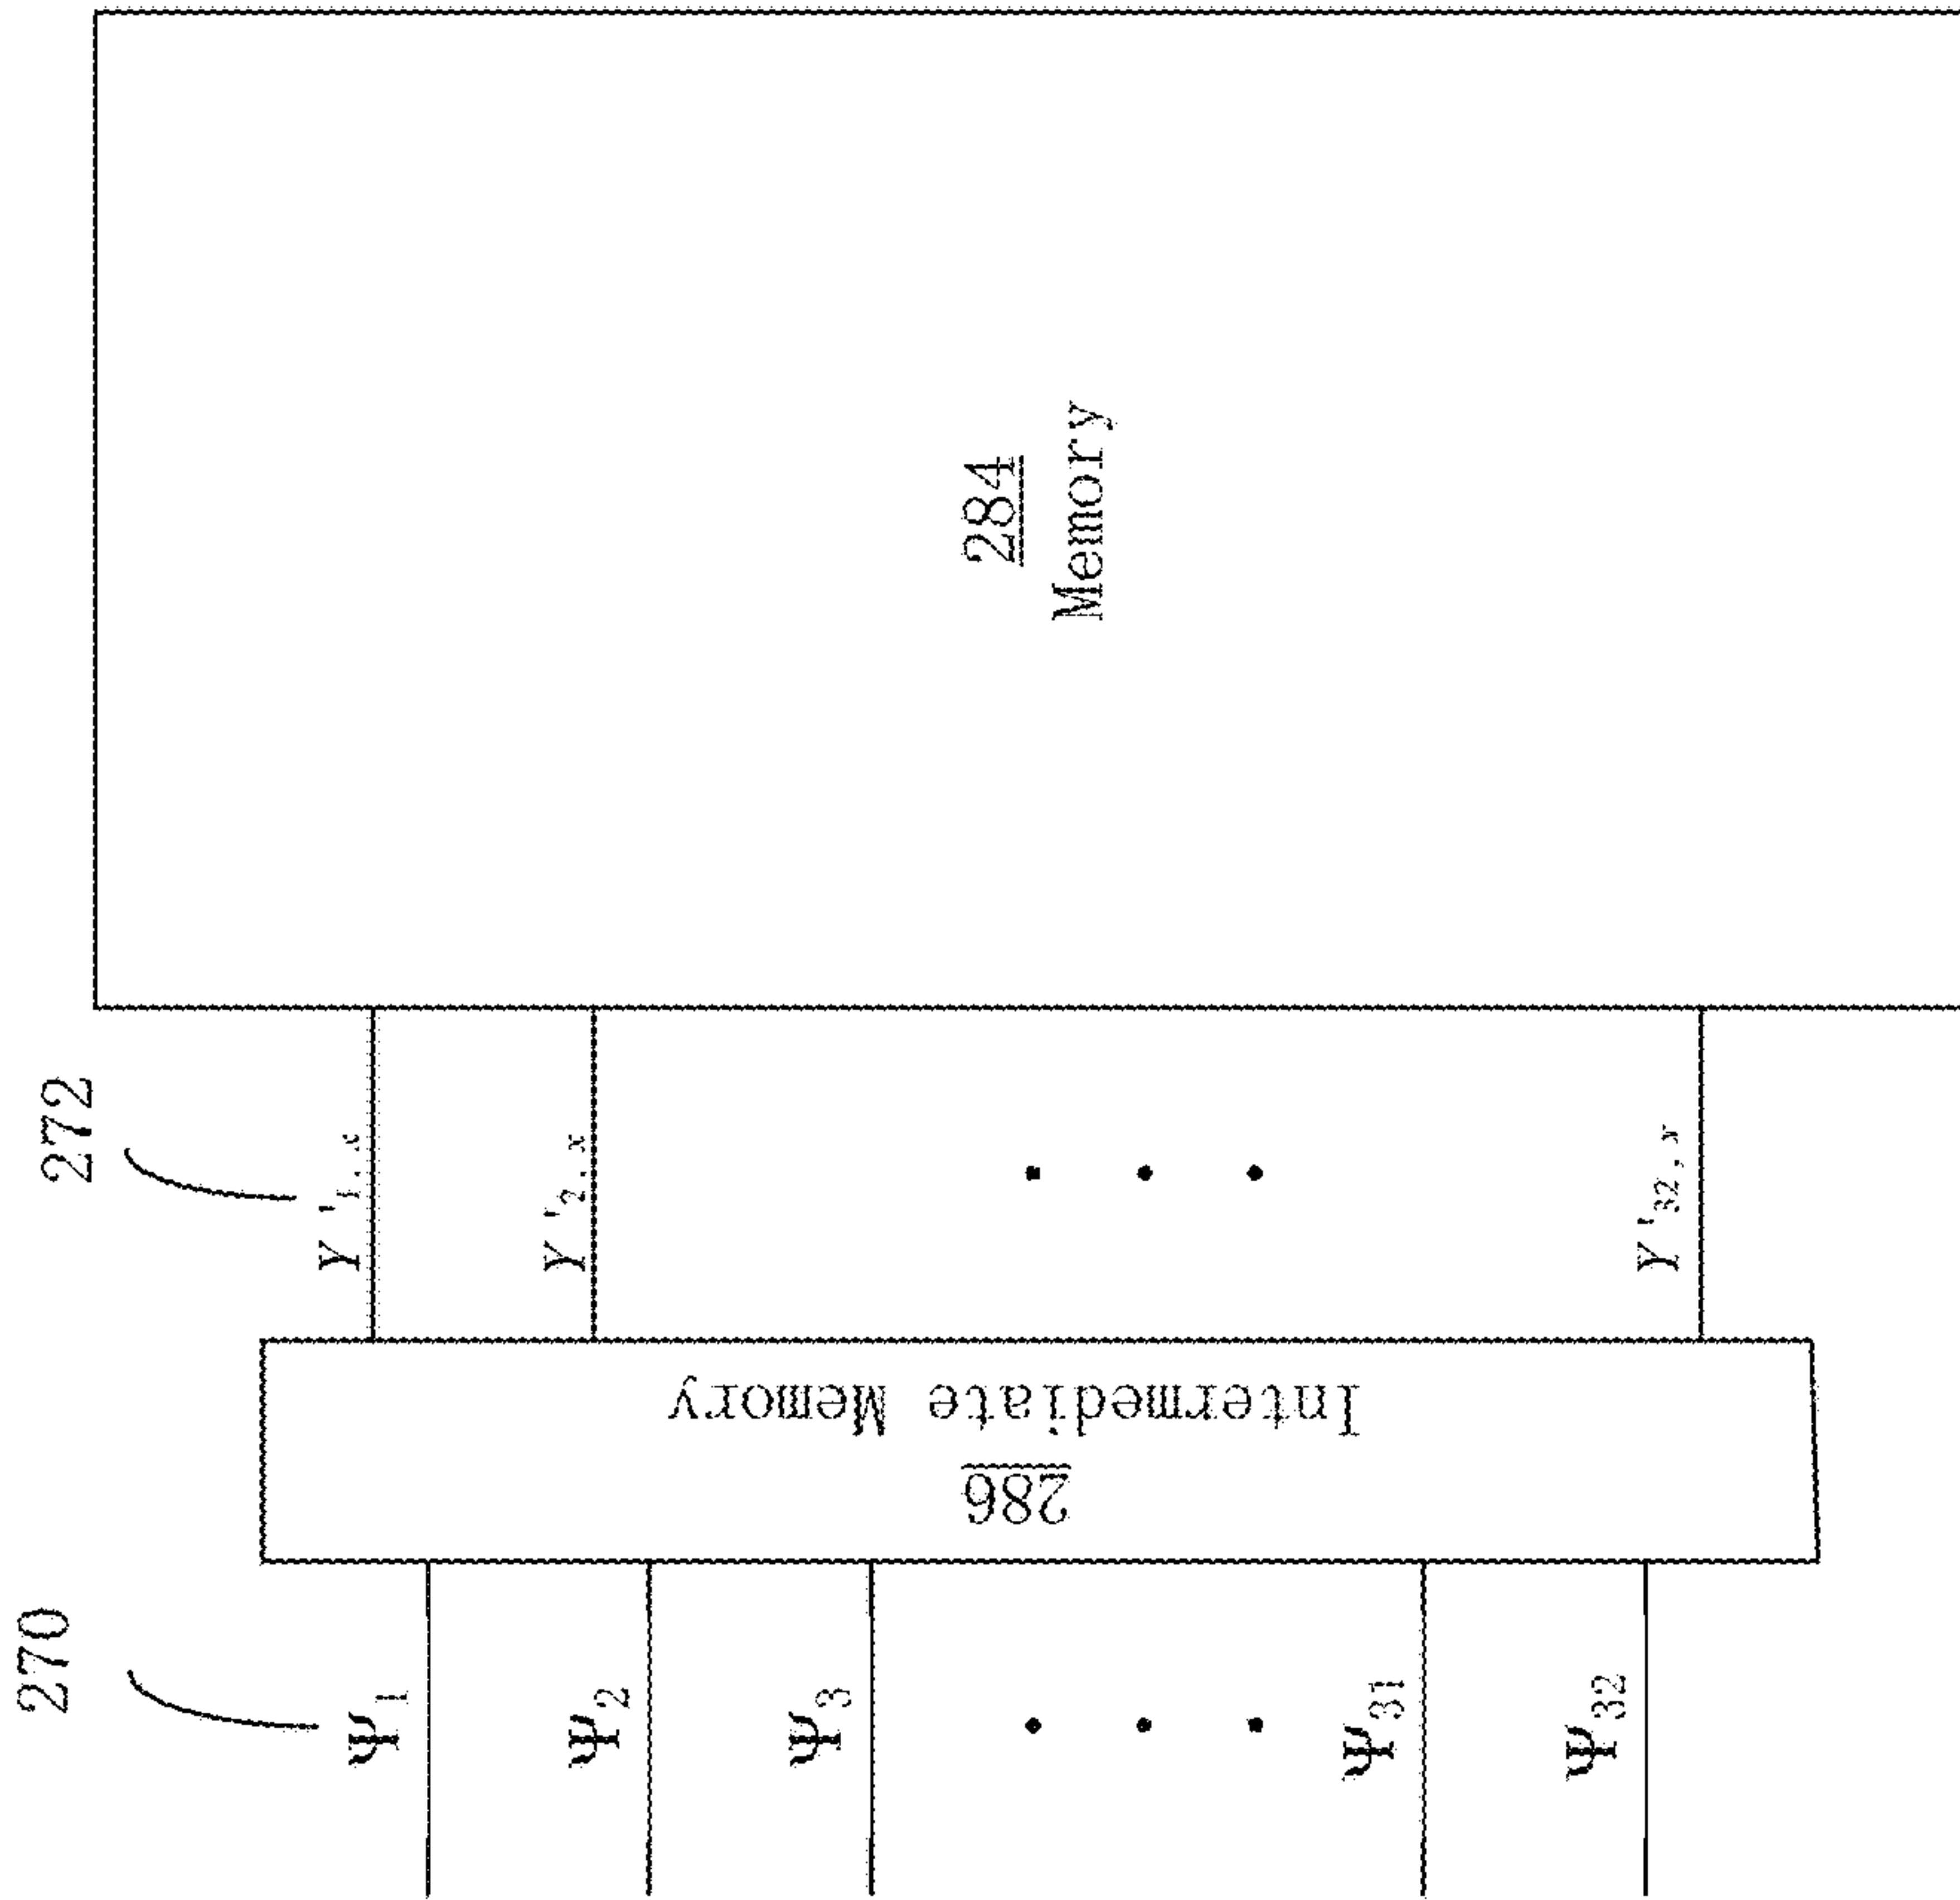 270
272
Ψ1
Y'1,x
Ψ2
Y'2,x
Ψ3
Intermediate Memory
286
284
Memory
Ψ31
Ψ32
Y'32,x